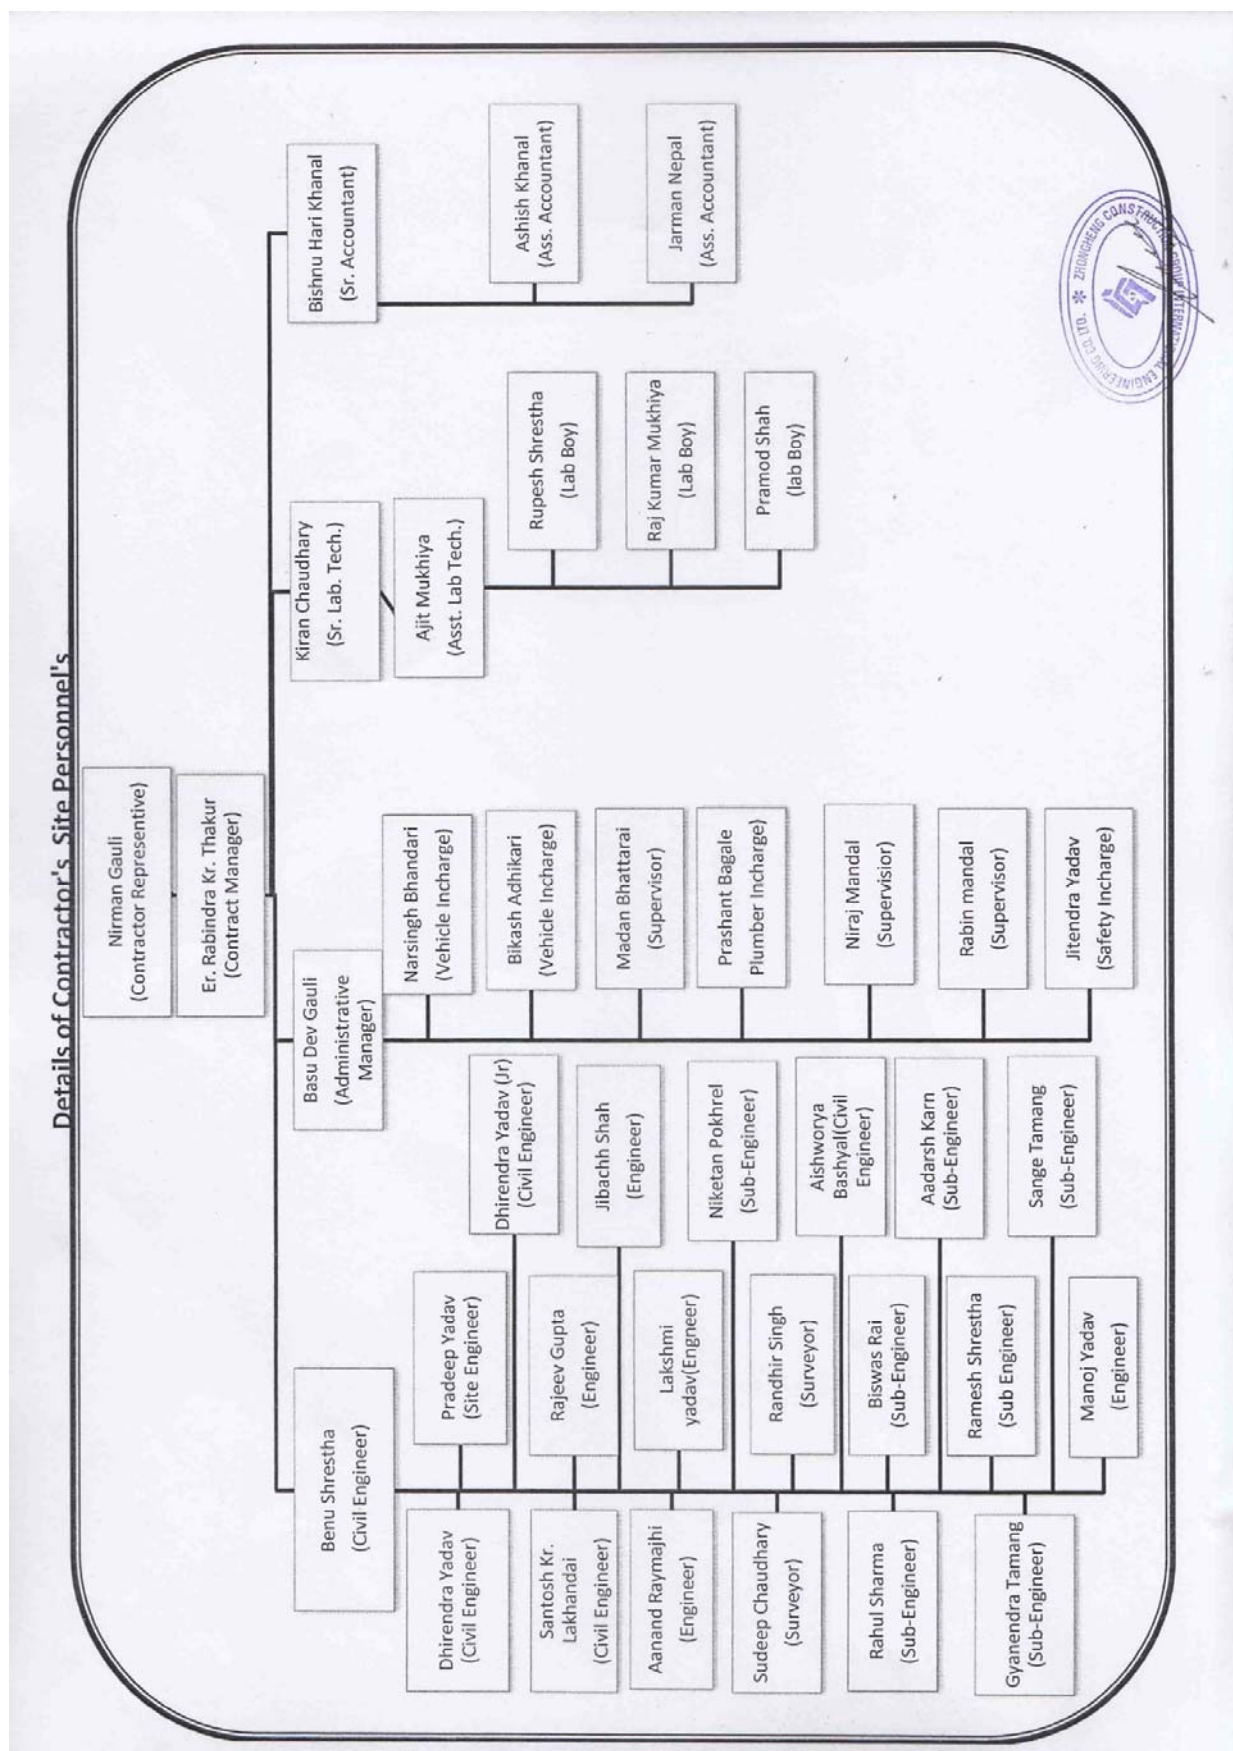 Details of Contractor's  Site Personnel's
Nirman Gauli
(Contractor Representive)
Er. Rabindra Kr. Thakur
(Contract Manager)
Benu Shrestha
(Civil Engineer)
Dhirendra Yadav
(Civil Engineer)
Santosh Kr.
Lakhandai
(Civil Engineer)
Aanand Raymajhi
(Engineer)
Sudeep Chaudhary
(Surveyor)
Rahul Sharma
(Sub-Engineer)
Gyanendra Tamang
(Sub-Engineer)
Pradeep Yadav
(Site Engineer)
Rajeev Gupta
(Engineer)
Lakshmi
yadav(Engneer)
Randhir Singh
(Surveyor)
Biswas Rai
(Sub-Engineer)
Ramesh Shrestha
(Sub Engineer)
Manoj Yadav
(Engineer)
Dhirendra Yadav (Jr)
(Civil Engineer)
Jibachh Shah
(Engineer)
Niketan Pokhrel
(Sub-Engineer)
Aishworya
Bashyal(Civil
Engineer)
Aadarsh Karn
(Sub-Engineer)
Sange Tamang
(Sub-Engineer)
Basu Dev Gauli
(Administrative
Manager)
Narsingh Bhandari
(Vehicle Incharge)
Bikash Adhikari
(Vehicle Incharge)
Madan Bhattarai
(Supervisor)
Prashant Bagale
Plumber Incharge)
Niraj Mandal
(Supervisior)
Rabin mandal
(Supervisor)
Jitendra Yadav
(Safety Incharge)
Kiran Chaudhary
(Sr. Lab. Tech.)
Ajit Mukhiya
(Asst. Lab Tech.)
Rupesh Shrestha
(Lab Boy)
Raj Kumar Mukhiya
(Lab Boy)
Pramod Shah
(lab Boy)
Bishnu Hari Khanal
(Sr. Accountant)
Ashish Khanal
(Ass. Accountant)
Jarman Nepal
(Ass. Accountant)
ZHONGHENG CONSTRUCTION GROUP INTERNATIONAL ENGINEERING CO. LTD.